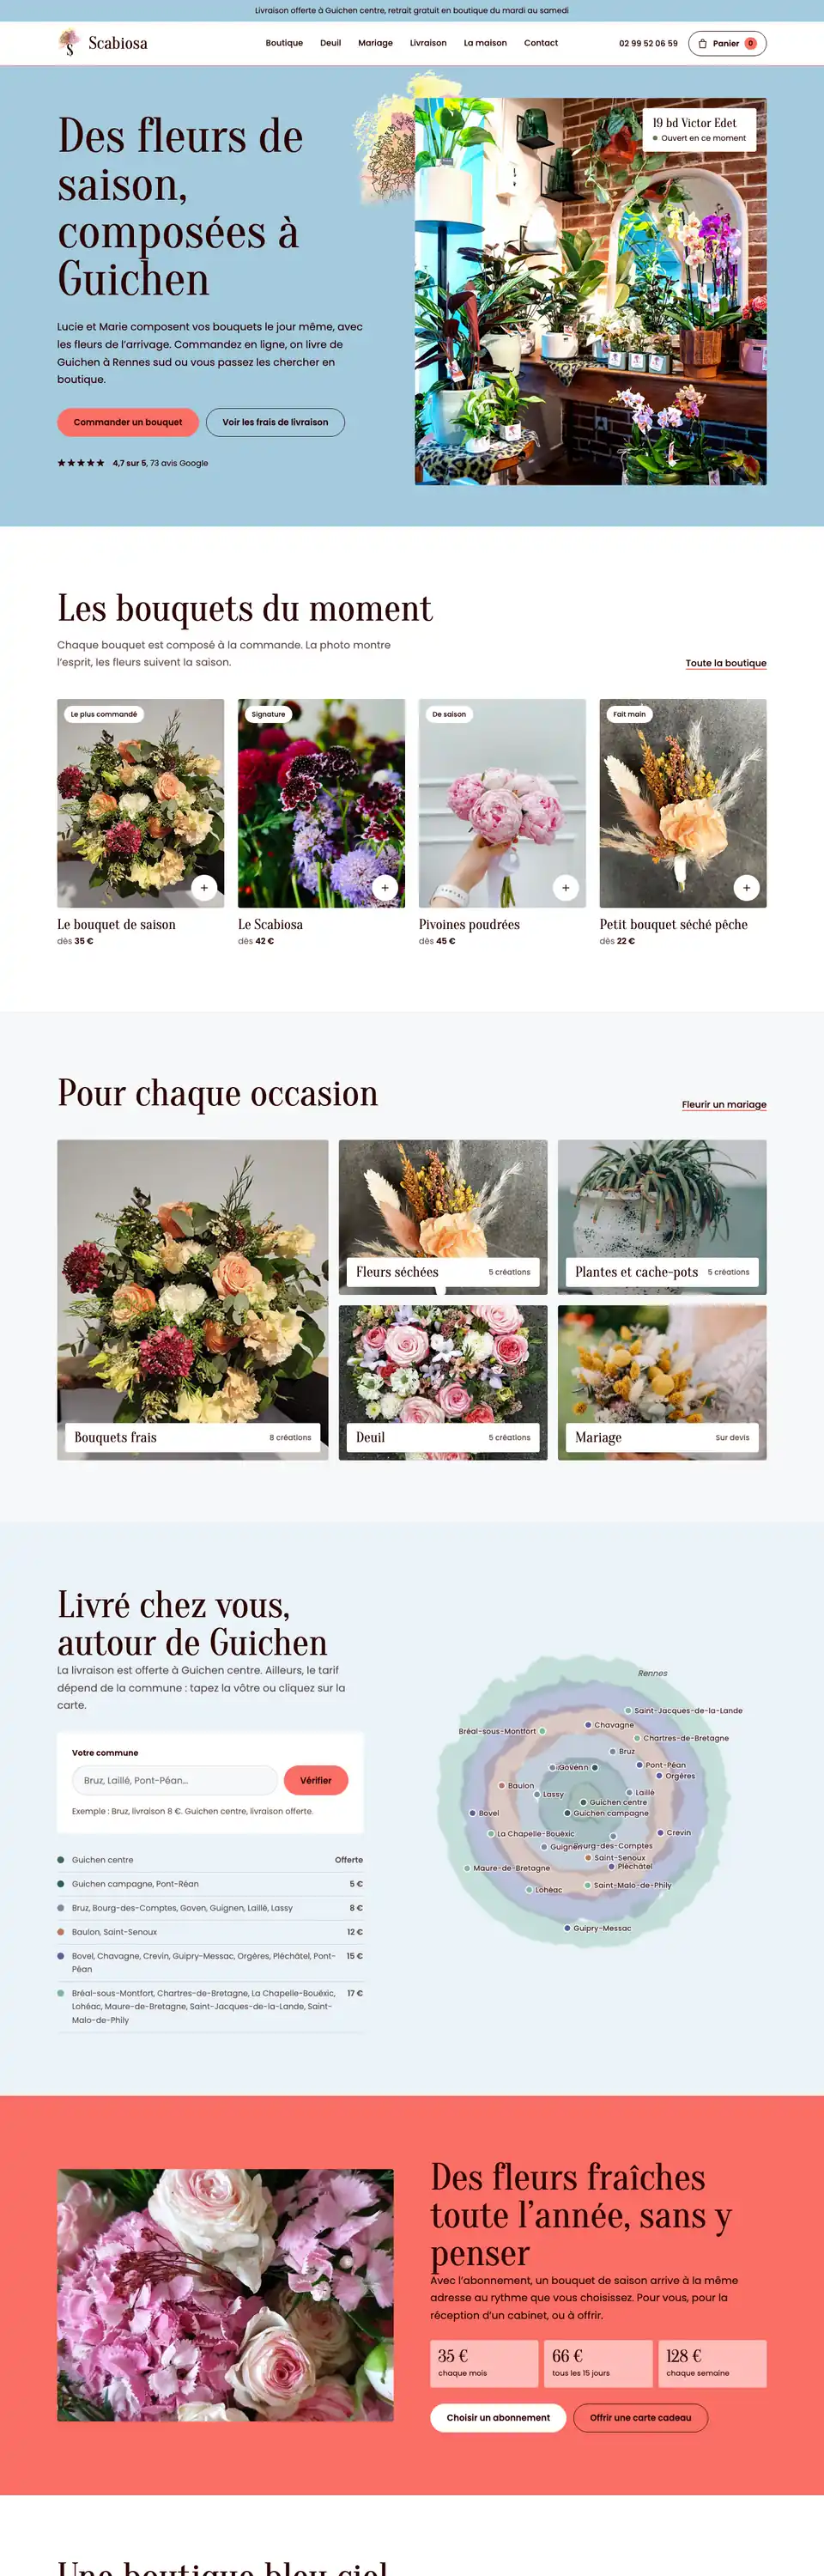 Livraison offerte à Guichen centre, retrait gratuit en boutique du mardi au samedi
Scabiosa
Boutique
Deuil
Mariage
Livraison
La maison
Contact
02 99 52 06 59
Panier
0
Des fleurs de
saison,
composées à
Guichen
Lucie et Marie composent vos bouquets le jour même, avec
les fleurs de l'arrivage. Commandez en ligne, on livre de
Guichen à Rennes sud ou vous passez les chercher en
boutique.
Commander un bouquet
Voir les frais de livraison
4,7 sur 5, 73 avis Google
19 bd Victor Edet
Ouvert en ce moment
Les bouquets du moment
Chaque bouquet est composé à la commande. La photo montre
l'esprit, les fleurs suivent la saison.
Toute la boutique
Le plus commandé
Signature
De saison
Fait main
Le bouquet de saison
dès 35 €
Le Scabiosa
dès 42 €
Pivoines poudrées
dès 45 €
Petit bouquet séché pêche
dès 22 €
Pour chaque occasion
Fleurir un mariage
Bouquets frais
8 créations
Fleurs séchées
5 créations
Plantes et cache-pots
5 créations
Deuil
5 créations
Mariage
Sur devis
Livré chez vous,
autour de Guichen
La livraison est offerte à Guichen centre. Ailleurs, le tarif
dépend de la commune : tapez la vôtre ou cliquez sur la
carte.
Votre commune
Bruz, Laillé, Pont-Péan…
Vérifier
Exemple : Bruz, livraison 8 €. Guichen centre, livraison offerte.
Guichen centre
Offerte
Guichen campagne, Pont-Réan
5 €
Bruz, Bourg-des-Comptes, Goven, Guignen, Laillé, Lassy
8 €
Baulon, Saint-Senoux
12 €
Bovel, Chavagne, Crevin, Guipry-Messac, Orgères, Pléchâtel, Pont-
Péan
15 €
Bréal-sous-Montfort, Chartres-de-Bretagne, La Chapelle-Bouëxic,
Lohéac, Maure-de-Bretagne, Saint-Jacques-de-la-Lande, Saint-
Malo-de-Phily
17 €
Rennes
Saint-Jacques-de-la-Lande
Chavagne
Bréal-sous-Montfort
Chartres-de-Bretagne
Bruz
Goven
Pont-Péan
Orgères
Baulon
Lassy
Laillé
Guichen centre
Bovel
Guichen campagne
La Chapelle-Bouëxic
Crevin
Guignen
Bourg-des-Comptes
Saint-Senoux
Maure-de-Bretagne
Pléchâtel
Lohéac
Saint-Malo-de-Phily
Guipry-Messac
Des fleurs fraîches
toute l'année, sans y
penser
Avec l'abonnement, un bouquet de saison arrive à la même
adresse au rythme que vous choisissez. Pour vous, pour la
réception d'un cabinet, ou à offrir.
35 €
chaque mois
66 €
tous les 15 jours
128 €
chaque semaine
Choisir un abonnement
Offrir une carte cadeau
Une boutique bleu ciel